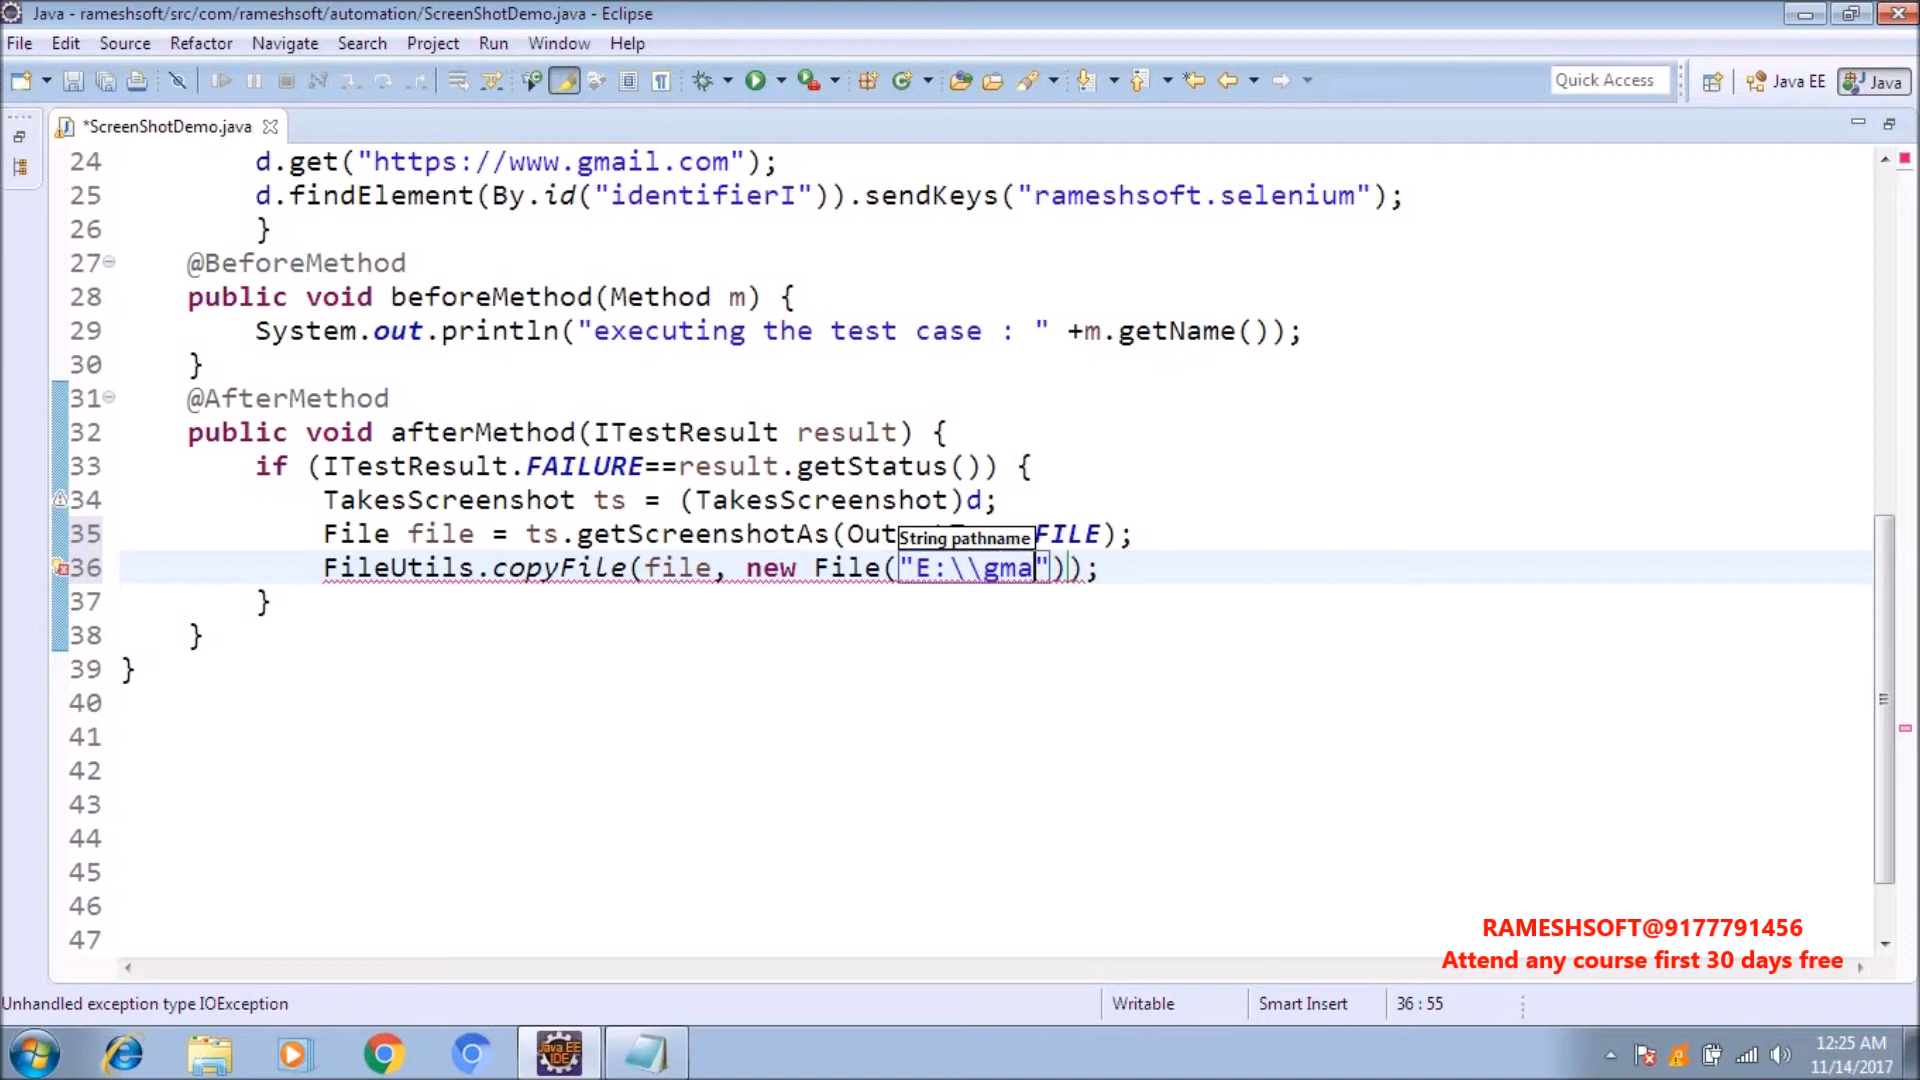 Java - rameshsoft/src/com/rameshsoft/automation/ScreenShotDemo.java - Eclipse
File Edit Source Refactor Navigate Search Project Run Window Help
Quick Access Java EE Java
*ScreenShotDemo.java
24 d.get("https://www.gmail.com");
25 d.findElement(By.id("identifierI")).sendKeys("rameshsoft.selenium");
26 }
27 @BeforeMethod
28 public void beforeMethod(Method m) {
29 System.out.println("executing the test case : " +m.getName());
30 }
31 @AfterMethod
32 public void afterMethod(ITestResult result) {
33 if (ITestResult.FAILURE==result.getStatus()) {
34 TakesScreenshot ts = (TakesScreenshot)d;
35 File file = ts.getScreenshotAs(Out FILE);
String pathname
36 FileUtils.copyFile(file, new File("E:\\gma"));
37 }
38 }
39 }
40
41
42
43
44
45
46
47
RAMESHSOFT@9177791456
Attend any course first 30 days free
Unhandled exception type IOException Writable Smart Insert 36 : 55
Java EE
IDE
12:25 AM
11/14/2017